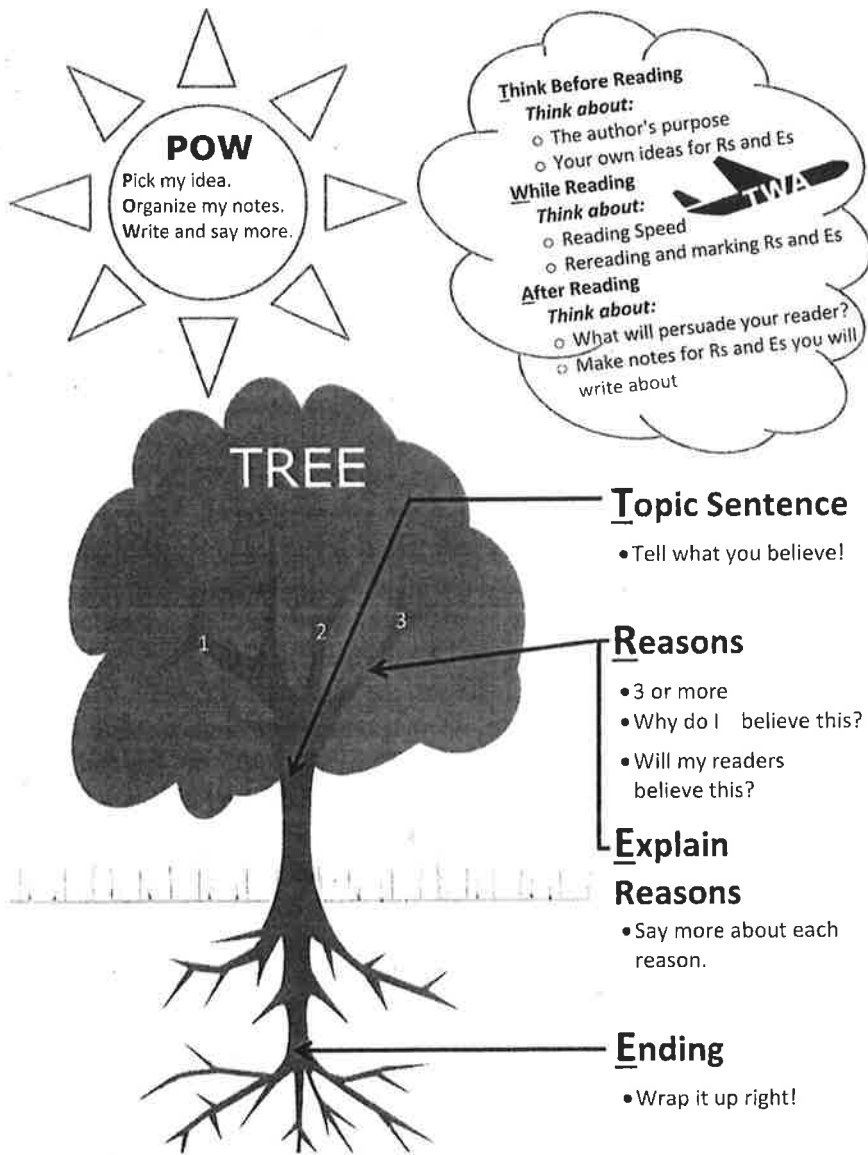 POW
Pick my idea.
Organize my notes.
Write and say more.
Think Before Reading
Think about:
○ The author's purpose
○ Your own ideas for Rs and Es
While Reading
Think about:
○ Reading Speed
○ Rereading and marking Rs and Es
After Reading
Think about:
○ What will persuade your reader?
○ Make notes for Rs and Es you will
write about
TWA
TREE
1
2
3
Topic Sentence
• Tell what you believe!
Reasons
• 3 or more
• Why do I believe this?
• Will my readers
believe this?
Explain
Reasons
• Say more about each
reason.
Ending
• Wrap it up right!